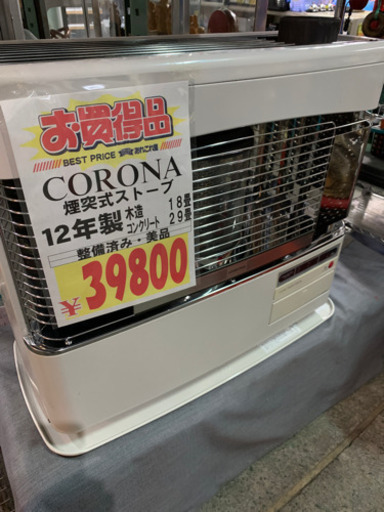 お買得品
BEST PRICE
CORONA
煙突式ストーブ
12年製 木造 18畳
コンクリート 29畳
整備済み・美品
¥39800